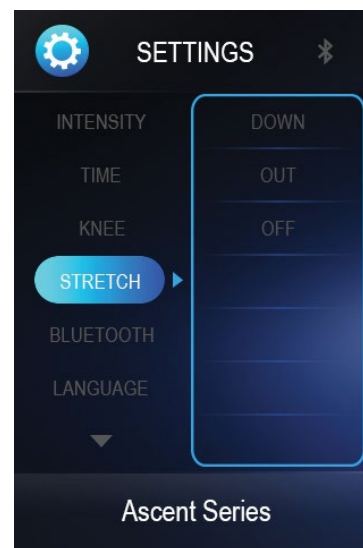 SETTINGS
INTENSITY
TIME
KNEE
STRETCH
BLUETOOTH
LANGUAGE
DOWN
OUT
OFF
Ascent Series